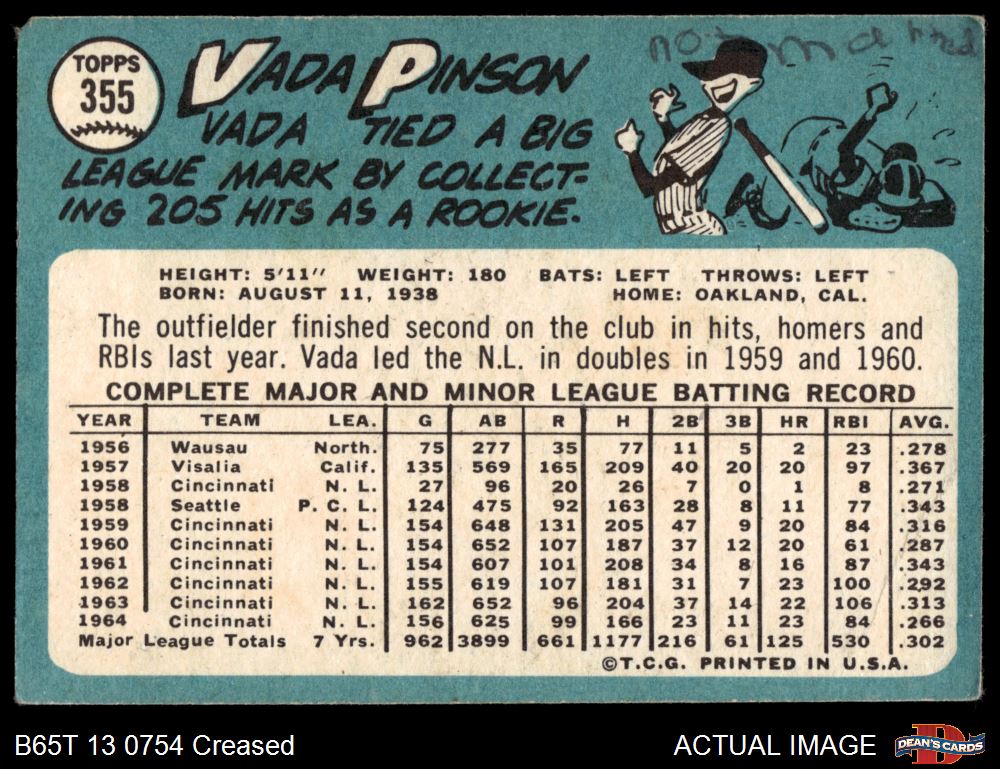 not matched
TOPPS
355
VADA PINSON
VADA TIED A BIG
LEAGUE MARK BY COLLECT-
ING 205 HITS AS A ROOKIE.
HEIGHT: 5'11" WEIGHT: 180 BATS: LEFT THROWS: LEFT
BORN: AUGUST 11, 1938 HOME: OAKLAND, CAL.
The outfielder finished second on the club in hits, homers and
RBIs last year. Vada led the N.L. in doubles in 1959 and 1960.
COMPLETE MAJOR AND MINOR LEAGUE BATTING RECORD
YEAR TEAM LEA. G AB R H 2B 3B HR RBI AVG.
1956 Wausau North. 75 277 35 77 11 5 2 23 .278
1957 Visalia Calif. 135 569 165 209 40 20 20 97 .367
1958 Cincinnati N. L. 27 96 20 26 7 0 1 8 .271
1958 Seattle P. C. L. 124 475 92 163 28 8 11 77 .343
1959 Cincinnati N. L. 154 648 131 205 47 9 20 84 .316
1960 Cincinnati N. L. 154 652 107 187 37 12 20 61 .287
1961 Cincinnati N. L. 154 607 101 208 34 8 16 87 .343
1962 Cincinnati N. L. 155 619 107 181 31 7 23 100 .292
1963 Cincinnati N. L. 162 652 96 204 37 14 22 106 .313
1964 Cincinnati N. L. 156 625 99 166 23 11 23 84 .266
Major League Totals 7 Yrs. 962 3899 661 1177 216 61 125 530 .302
©T.C.G. PRINTED IN U.S.A.
B65T 13 0754 Creased
ACTUAL IMAGE
DEAN'S CARDS